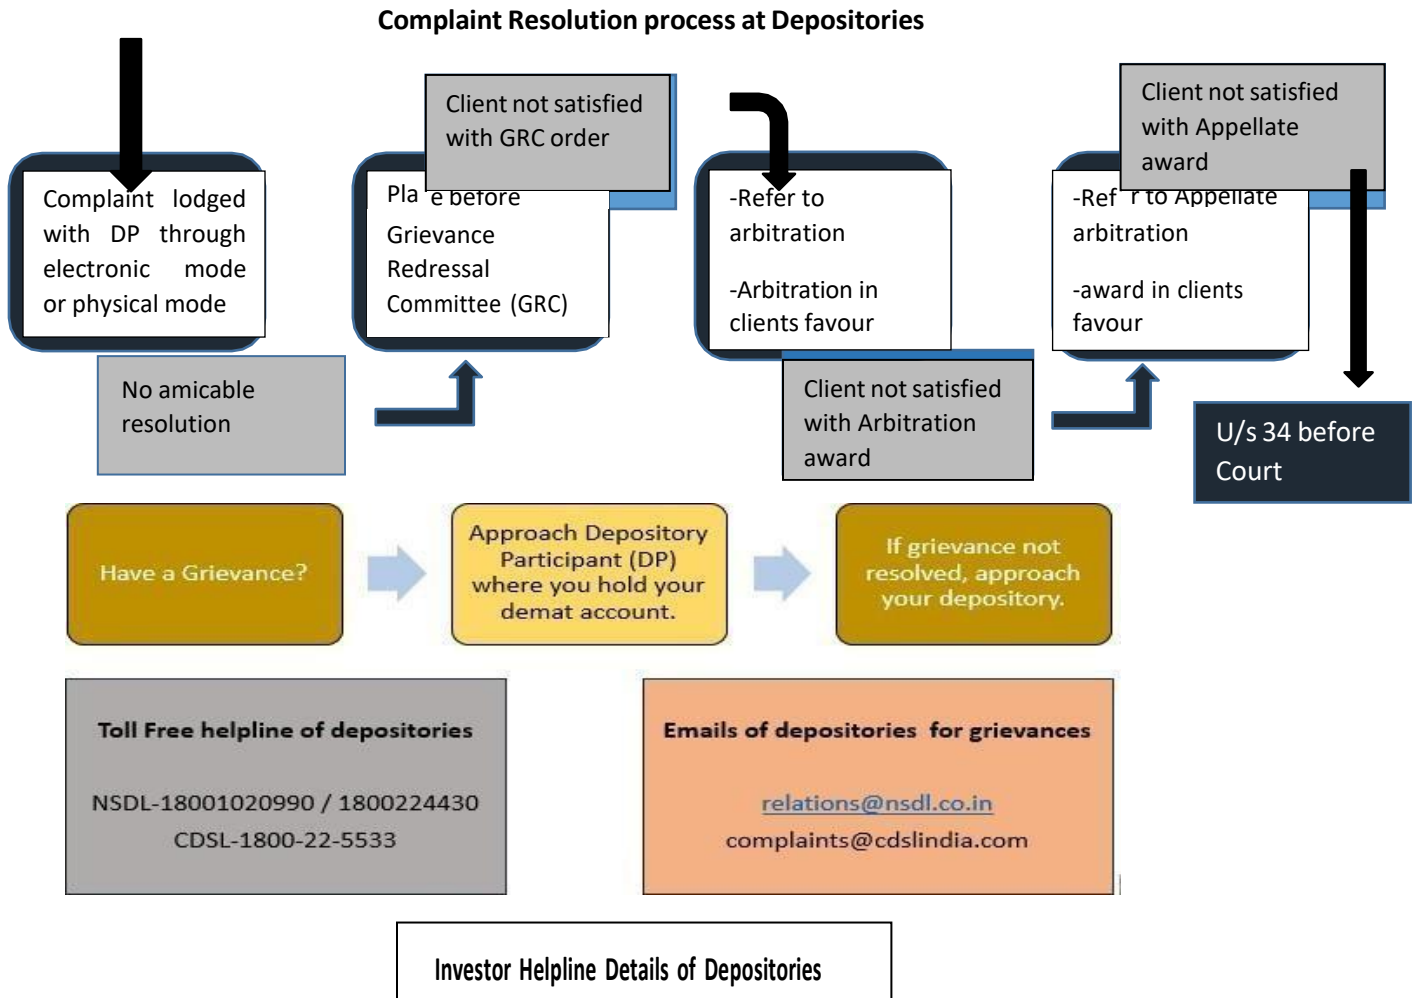 Complaint Resolution process at Depositories
Client not satisfied
with GRC order
Client not satisfied
with Appellate
award
Complaint lodged
with DP through
electronic mode
or physical mode
Pla e before
Grievance
Redressal
Committee (GRC)
-Refer to
arbitration
-Arbitration in
clients favour
-Ref r to Appellate
arbitration
-award in clients
favour
No amicable
resolution
Client not satisfied
with Arbitration
award
U/s 34 before
Court
Have a Grievance?
Approach Depository
Participant (DP)
where you hold your
demat account.
If grievance not
resolved, approach
your depository.
Toll Free helpline of depositories
NSDL-18001020990 / 1800224430
CDSL-1800-22-5533
Emails of depositories for grievances
relations@nsdl.co.in
complaints@cdslindia.com
Investor Helpline Details of Depositories